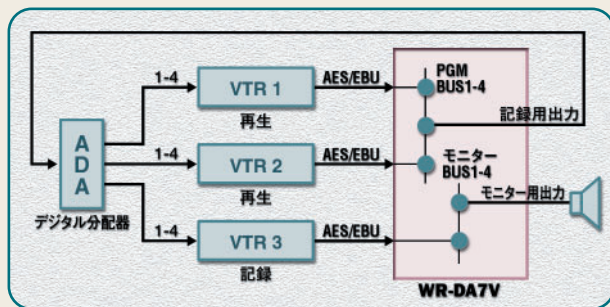 1-4
VTR 1
AES/EBU
再生
PGM
BUS1-4
記録用出力
A
D
A
デジタル分配器
1-4
VTR 2
AES/EBU
再生
モニター
BUS1-4
モニター用出力
1-4
VTR 3
AES/EBU
記録
WR-DA7V